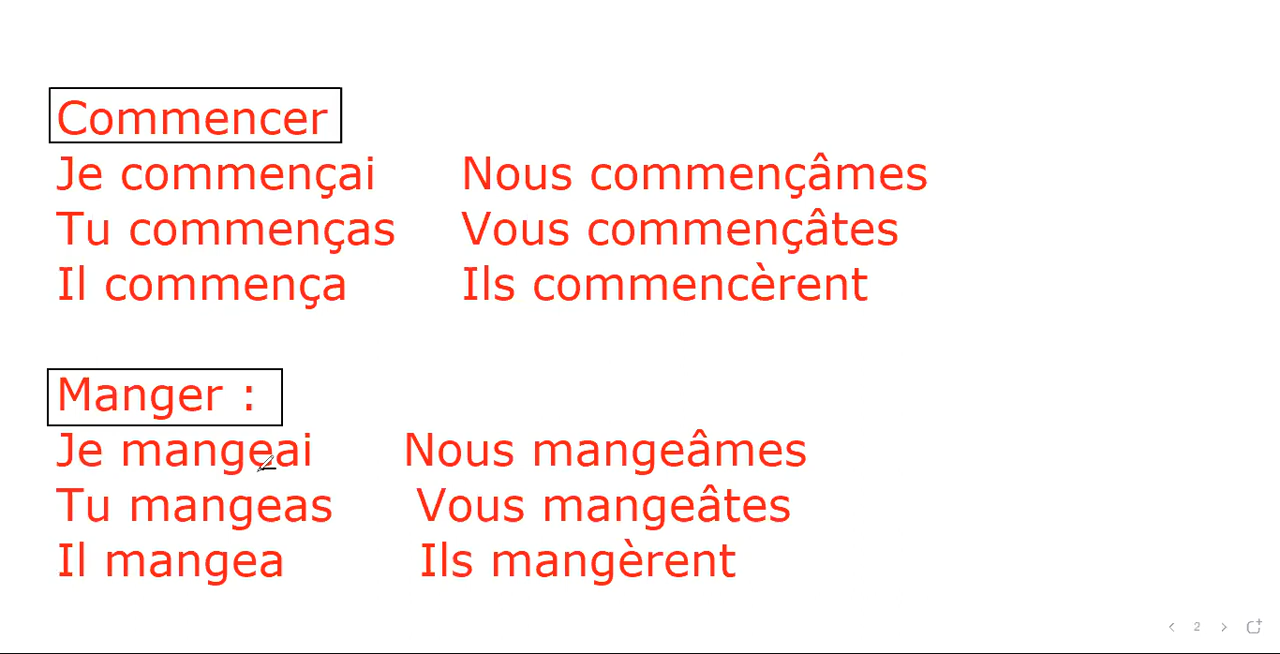 Commencer
Je commençai Nous commençâmes
Tu commenças Vous commençâtes
Il commença Ils commencèrent
Manger :
Je mangeai Nous mangeâmes
Tu mangeas Vous mangeâtes
Il mangea Ils mangèrent
2